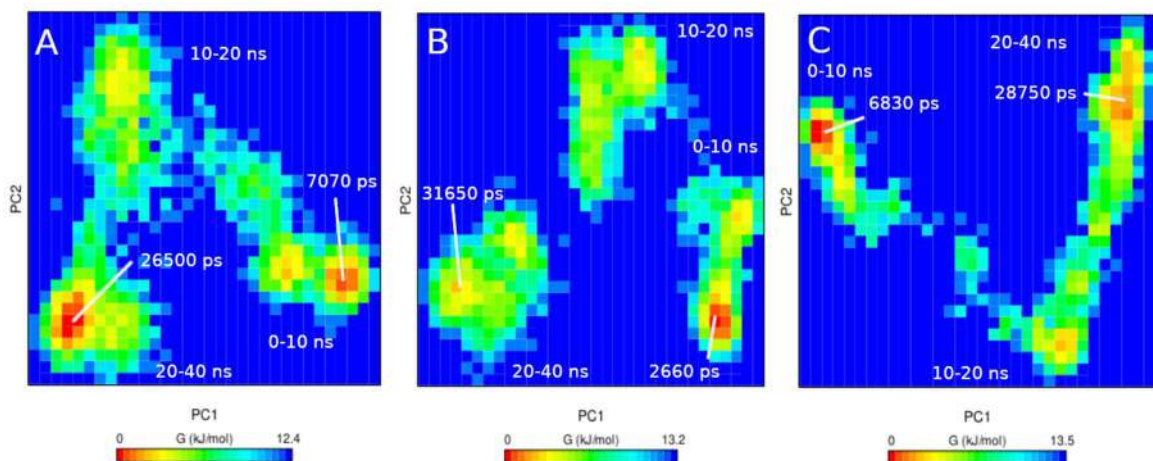 A
10-20 ns
7070 ps
26500 ps
0-10 ns
20-40 ns
PC2
PC1
0 G (kJ/mol) 12.4
B
10-20 ns
0-10 ns
31650 ps
2660 ps
20-40 ns
PC2
PC1
0 G (kJ/mol) 13.2
C
20-40 ns
0-10 ns
6830 ps
28750 ps
10-20 ns
PC2
PC1
0 G (kJ/mol) 13.5